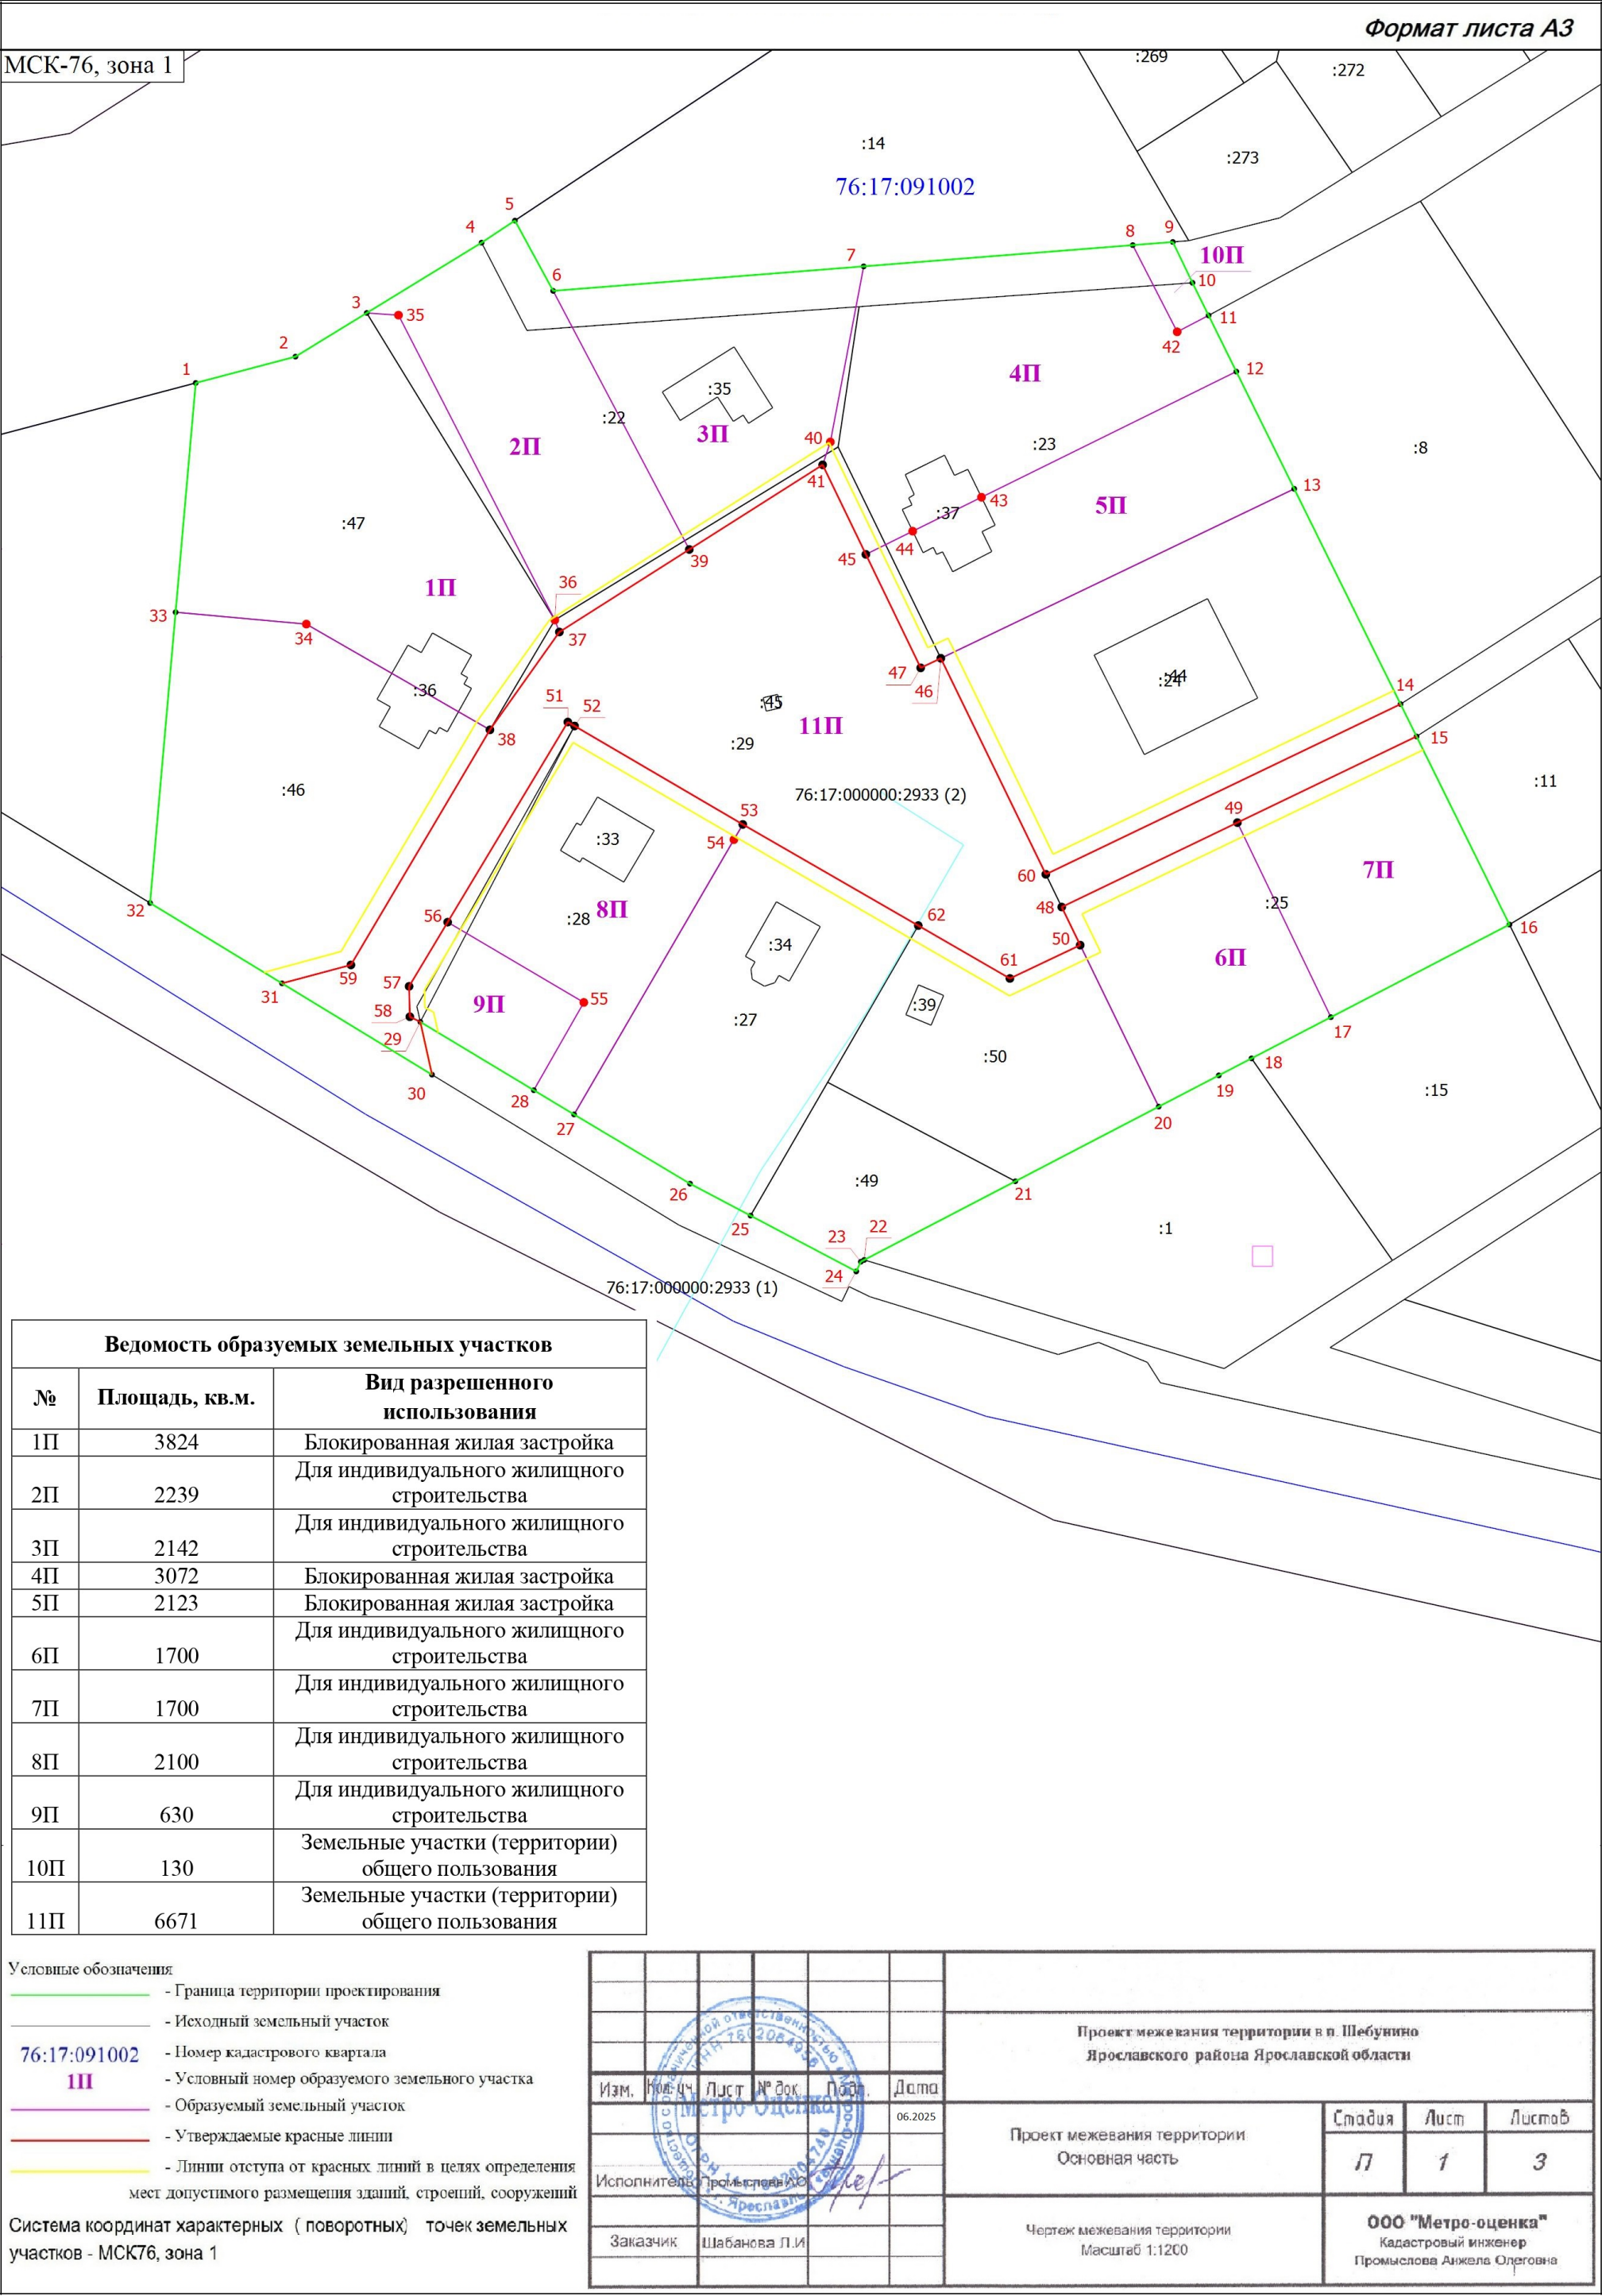 Формат листа А3
МСК-76, зона 1
:269
:272
:14
:273
76:17:091002
5
4
8
9
7
10П
6
10
3
35
11
42
2
1
12
4П
:35
:22
3П
2П
40
:23
:8
41
13
43
5П
:37
44
:47
45
39
36
1П
33
34
37
47
46
:36
:44
:24
14
51
52
:45
11П
38
:29
15
:46
76:17:000000:2933 (2)
:11
53
49
:33
54
60
7П
32
56
8П
:28
62
48
:25
16
:34
50
6П
61
59
57
31
9П
55
:39
58
:27
17
29
:50
18
30
28
19
:15
27
20
:49
26
21
25
23
22
:1
24
76:17:000000:2933 (1)
Ведомость образуемых земельных участков
№ Площадь, кв.м. Вид разрешенного использования
1П 3824 Блокированная жилая застройка
2П 2239 Для индивидуального жилищного строительства
3П 2142 Для индивидуального жилищного строительства
4П 3072 Блокированная жилая застройка
5П 2123 Блокированная жилая застройка
6П 1700 Для индивидуального жилищного строительства
7П 1700 Для индивидуального жилищного строительства
8П 2100 Для индивидуального жилищного строительства
9П 630 Для индивидуального жилищного строительства
10П 130 Земельные участки (территории) общего пользования
11П 6671 Земельные участки (территории) общего пользования
Условные обозначения
- Граница территории проектирования
- Исходный земельный участок
76:17:091002 - Номер кадастрового квартала
1П - Условный номер образуемого земельного участка
- Образуемый земельный участок
- Утверждаемые красные линии
- Линии отступа от красных линий в целях определения
мест допустимого размещения зданий, строений, сооружений
Система координат характерных ( поворотных) точек земельных
участков - МСК76, зона 1
Проект межевания территории в п. Шебунино
Ярославского района Ярославской области
Изм. Кол.уч Лист № док. Подп. Дата
06.2025
Проект межевания территории
Основная часть
Стадия Лист Листов
П 1 3
Исполнитель Промыслова А.О.
Заказчик Шабанова Л.И
Чертеж межевания территории
Масштаб 1:1200
ООО "Метро-оценка"
Кадастровый инженер
Промыслова Анжела Олеговна
Метро-Оценка